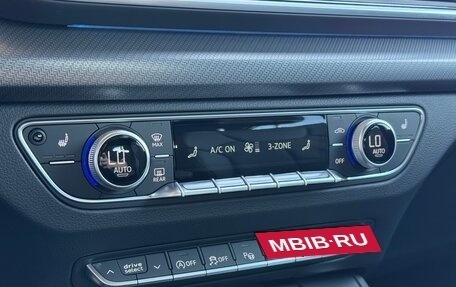 MAX
A/C ON
3-ZONE
LO
AUTO
REAR
LO
AUTO
OFF
drive
select
OFF
OFF
MBIB-RU